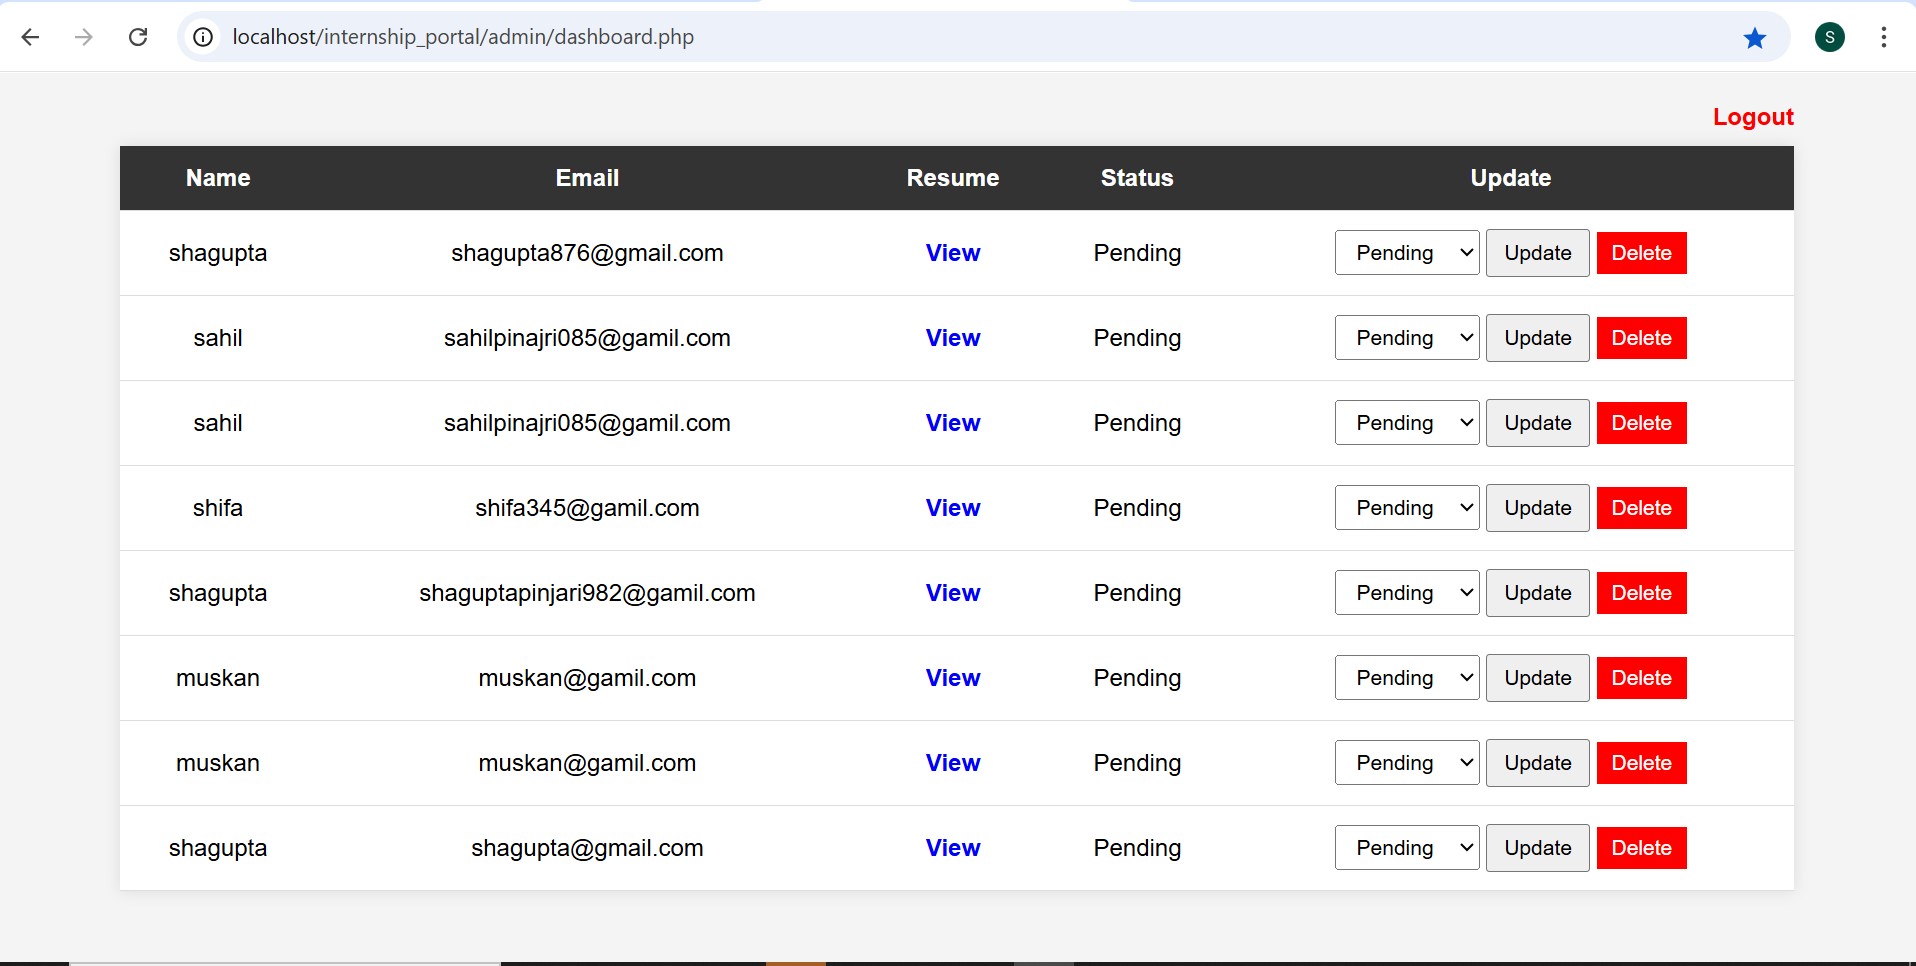 localhost/internship_portal/admin/dashboard.php
S
Logout
Name Email Resume Status Update
shagupta shagupta876@gmail.com View Pending Pending Update Delete
sahil sahilpinajri085@gamil.com View Pending Pending Update Delete
sahil sahilpinajri085@gamil.com View Pending Pending Update Delete
shifa shifa345@gamil.com View Pending Pending Update Delete
shagupta shaguptapinjari982@gamil.com View Pending Pending Update Delete
muskan muskan@gamil.com View Pending Pending Update Delete
muskan muskan@gamil.com View Pending Pending Update Delete
shagupta shagupta@gmail.com View Pending Pending Update Delete